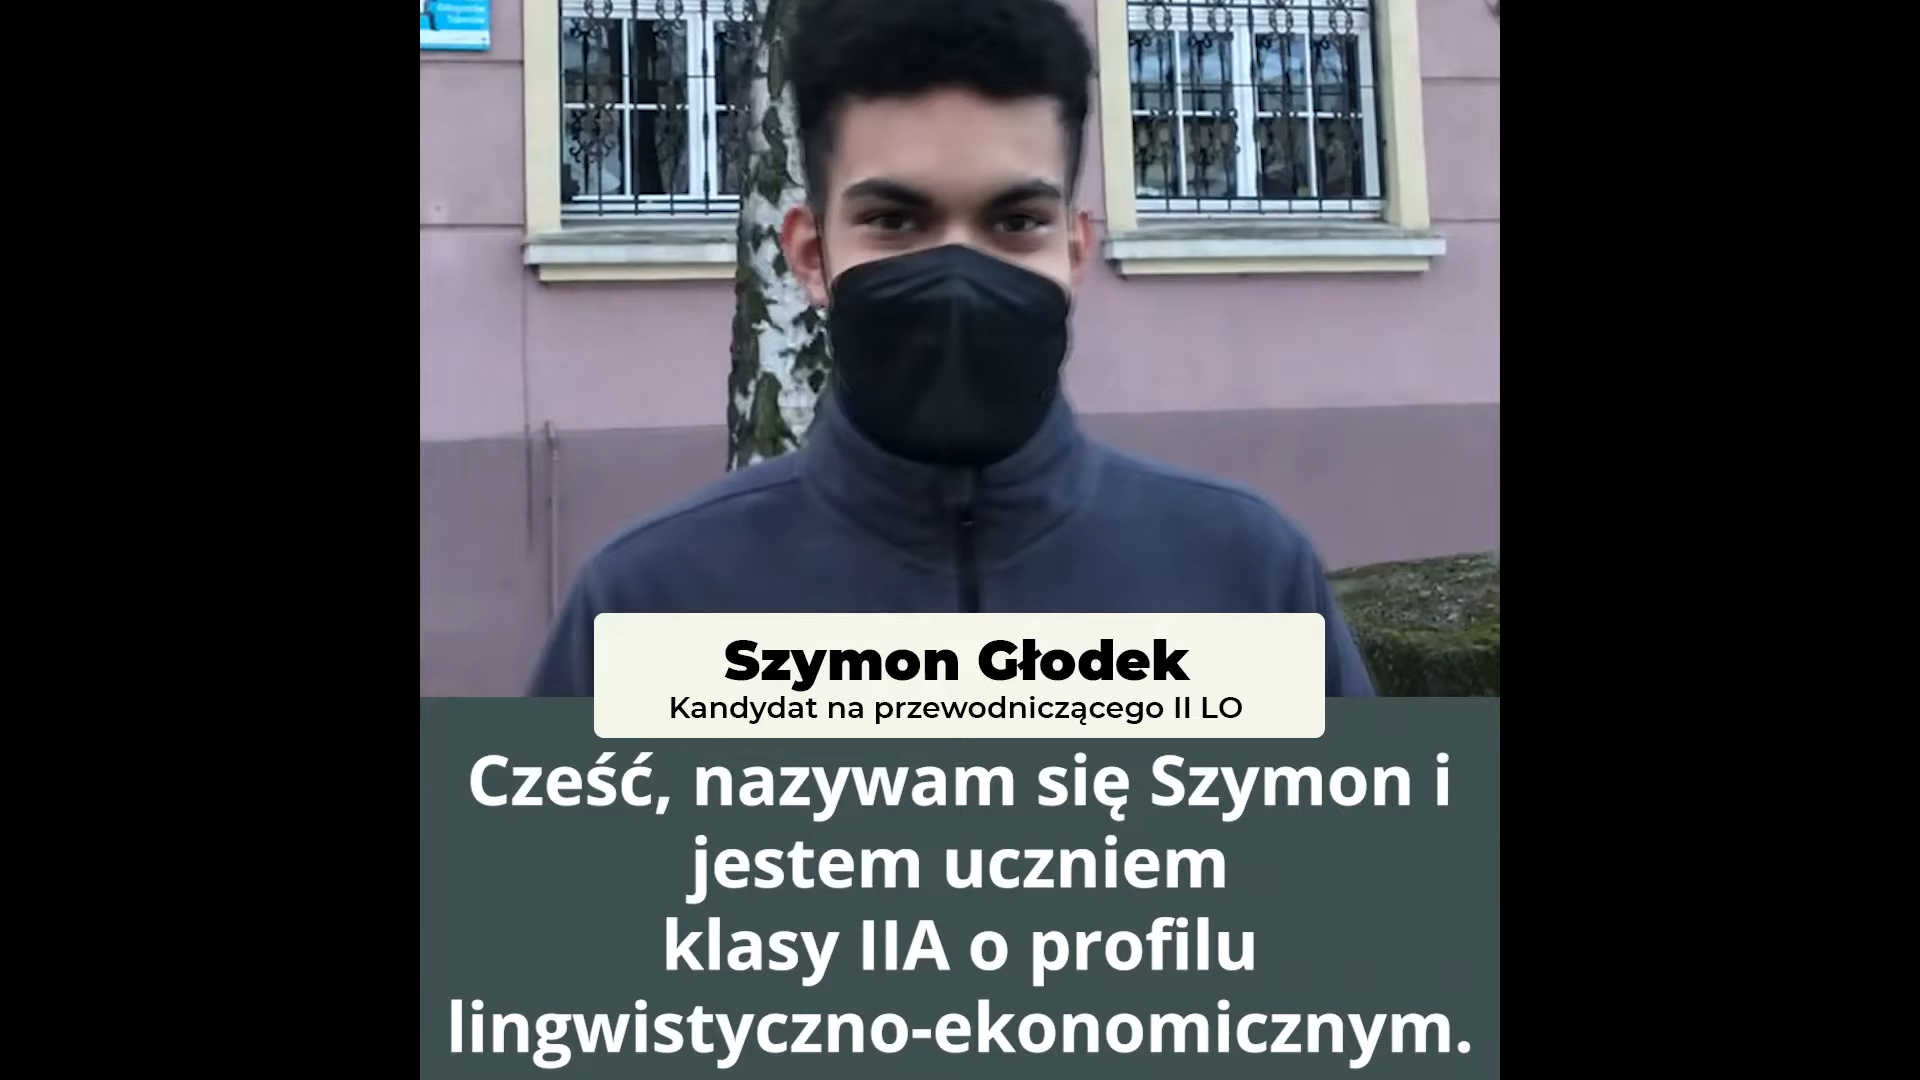 Szymon Głodek
Kandydat na przewodniczącego II LO
Cześć, nazywam się Szymon i
jestem uczniem
klasy IIA o profilu
lingwistyczno-ekonomicznym.